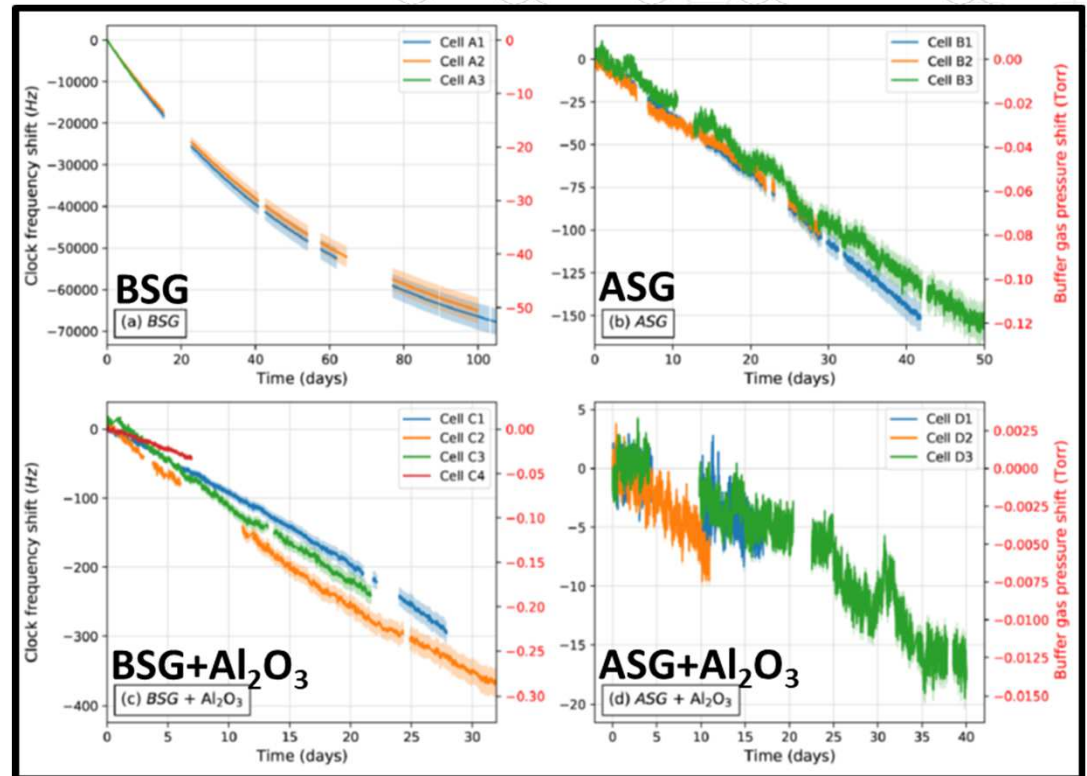 Cell A1
Cell A2
Cell A3
0
−10000
−20000
−30000
−40000
−50000
−60000
−70000
0
−10
−20
−30
−40
−50
Clock frequency shift (Hz)
BSG
(a) BSG
0
20
40
60
80
100
Time (days)
Cell B1
Cell B2
Cell B3
0
−25
−50
−75
−100
−125
−150
0.00
−0.02
−0.04
−0.06
−0.08
−0.10
−0.12
Buffer gas pressure shift (Torr)
ASG
(b) ASG
0
10
20
30
40
50
Time (days)
Cell C1
Cell C2
Cell C3
Cell C4
0
−100
−200
−300
−400
0.00
−0.05
−0.10
−0.15
−0.20
−0.25
−0.30
Clock frequency shift (Hz)
BSG+Al₂O₃
(c) BSG + Al₂O₃
0
5
10
15
20
25
30
Time (days)
Cell D1
Cell D2
Cell D3
5
0
−5
−10
−15
−20
0.0025
0.0000
−0.0025
−0.0050
−0.0075
−0.0100
−0.0125
−0.0150
Buffer gas pressure shift (Torr)
ASG+Al₂O₃
(d) ASG + Al₂O₃
0
5
10
15
20
25
30
35
40
Time (days)